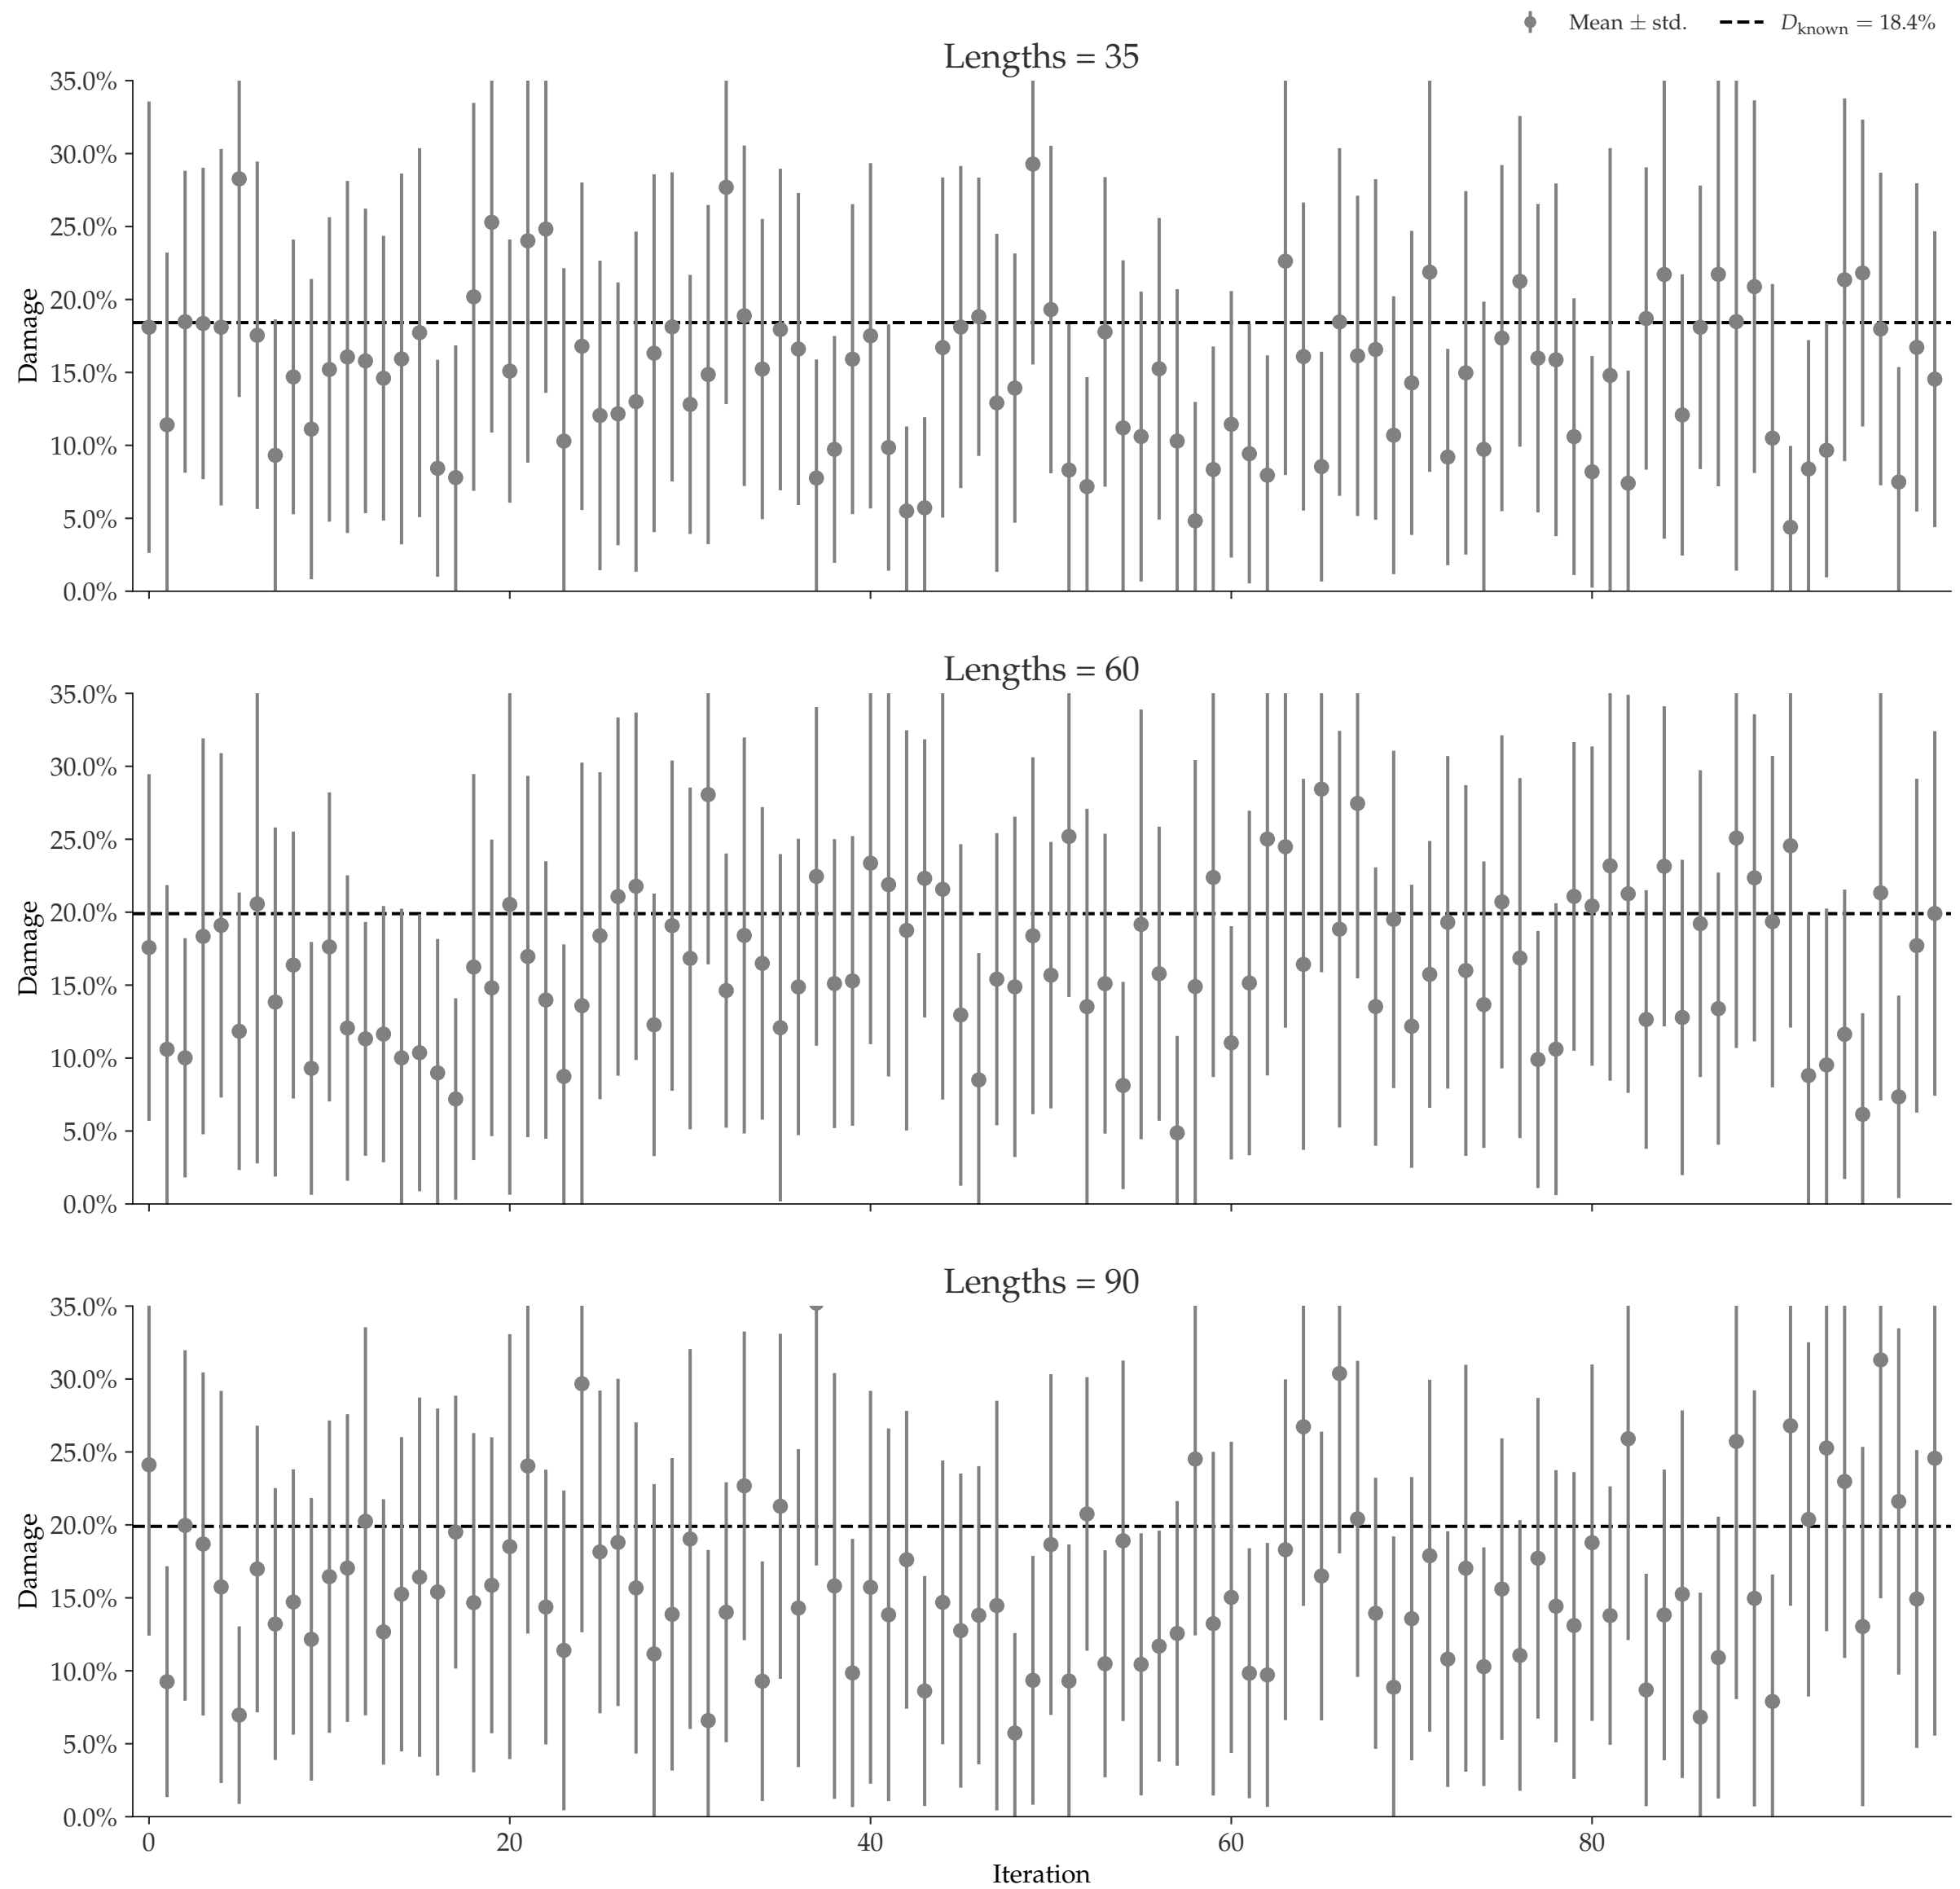 Mean ± std. D_known = 18.4%
Lengths = 35
35.0%
30.0%
25.0%
20.0%
15.0%
10.0%
5.0%
0.0%
Damage
Lengths = 60
35.0%
30.0%
25.0%
20.0%
15.0%
10.0%
5.0%
0.0%
Damage
Lengths = 90
35.0%
30.0%
25.0%
20.0%
15.0%
10.0%
5.0%
0.0%
Damage
0 20 40 60 80
Iteration